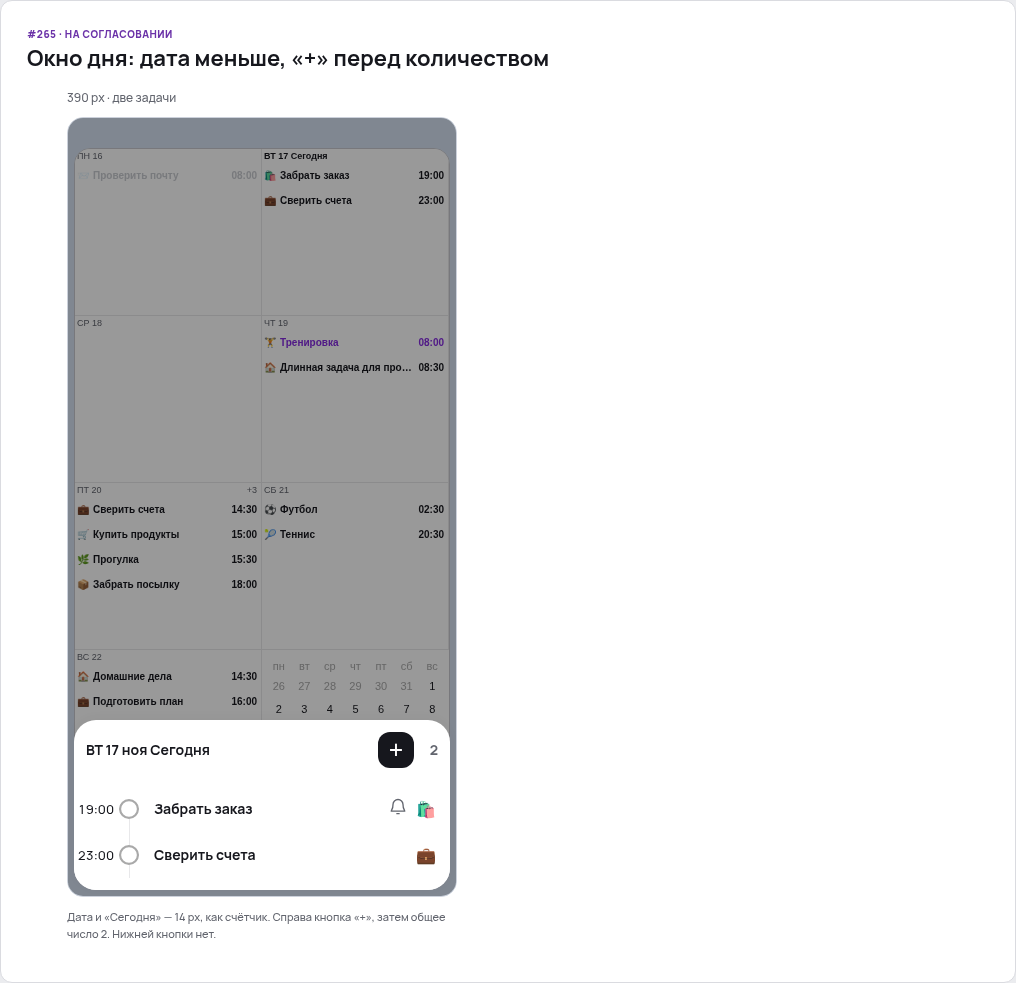 #265 · НА СОГЛАСОВАНИИ
Окно дня: дата меньше, «+» перед количеством
390 px · две задачи
ПН 16
Проверить почту 08:00
ВТ 17 Сегодня
Забрать заказ 19:00
Сверить счета 23:00
СР 18
ЧТ 19
Тренировка 08:00
Длинная задача для про... 08:30
ПТ 20 +3
Сверить счета 14:30
Купить продукты 15:00
Прогулка 15:30
Забрать посылку 18:00
СБ 21
Футбол 02:30
Теннис 20:30
ВС 22
Домашние дела 14:30
Подготовить план 16:00
пн вт ср чт пт сб вс
26 27 28 29 30 31 1
2 3 4 5 6 7 8
ВТ 17 ноя Сегодня + 2
19:00 Забрать заказ
23:00 Сверить счета
Дата и «Сегодня» — 14 px, как счётчик. Справа кнопка «+», затем общее
число 2. Нижней кнопки нет.